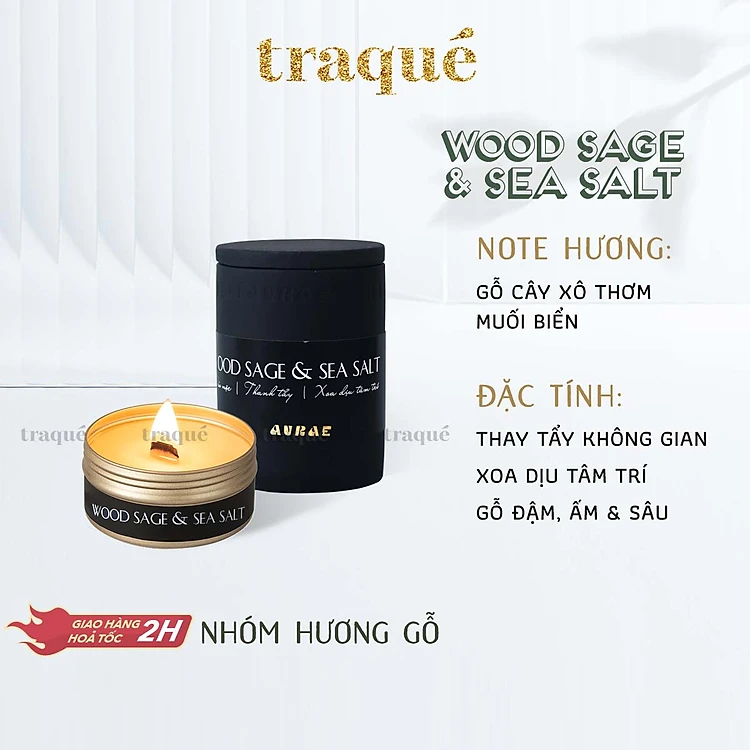 traqué
WOOD SAGE
& SEA SALT
NOTE HƯƠNG:
GỖ CÂY XÔ THƠM
MUỐI BIỂN
ĐẶC TÍNH:
THAY TẨY KHÔNG GIAN
XOA DỊU TÂM TRÍ
GỖ ĐẬM, ẤM & SÂU
OOD SAGE & SEA SALT
| Thanh tẩy | Xoa dịu tâm trí
AURAE
traqué traqué traqué traqué
WOOD SAGE & SEA SALT
GIAO HÀNG
HOẢ TỐC 2H
NHÓM HƯƠNG GỖ